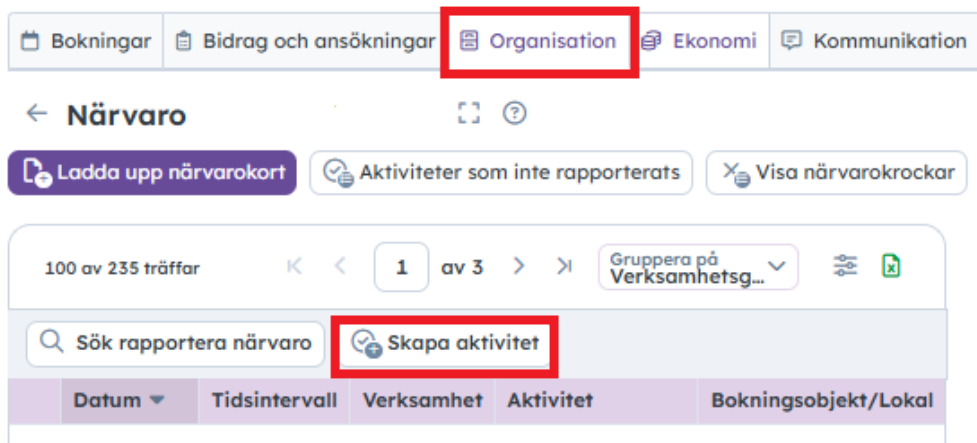 Bokningar Bidrag och ansökningar Organisation Ekonomi Kommunikation
Närvaro
Ladda upp närvarokort Aktiviteter som inte rapporterats Visa närvarokrockar
100 av 235 träffar 1 av 3 Gruppera på
Verksamhetsg...
Sök rapportera närvaro Skapa aktivitet
Datum Tidsintervall Verksamhet Aktivitet Bokningsobjekt/Lokal